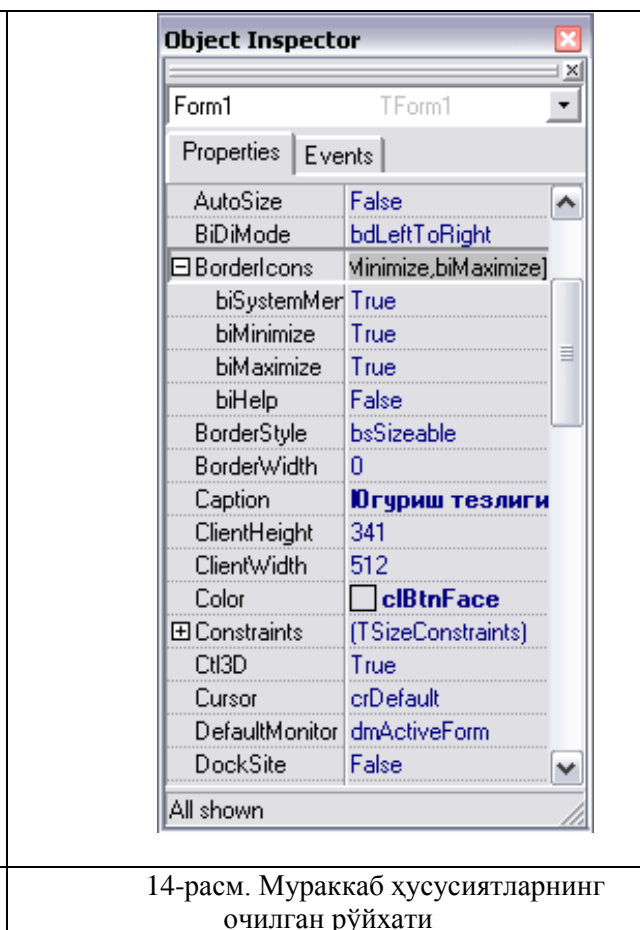 Object Inspector
Form1 TForm1
Properties Events
AutoSize False
BiDiMode bdLeftToRight
BorderIcons Minimize,biMaximize]
biSystemMer True
biMinimize True
biMaximize True
biHelp False
BorderStyle bsSizeable
BorderWidth 0
Caption Югуриш тезлиги
ClientHeight 341
ClientWidth 512
Color clBtnFace
Constraints (TSizeConstraints)
Ctl3D True
Cursor crDefault
DefaultMonitor dmActiveForm
DockSite False
All shown
14-расм. Мураккаб ҳусусиятларнинг
очилган рўйхати